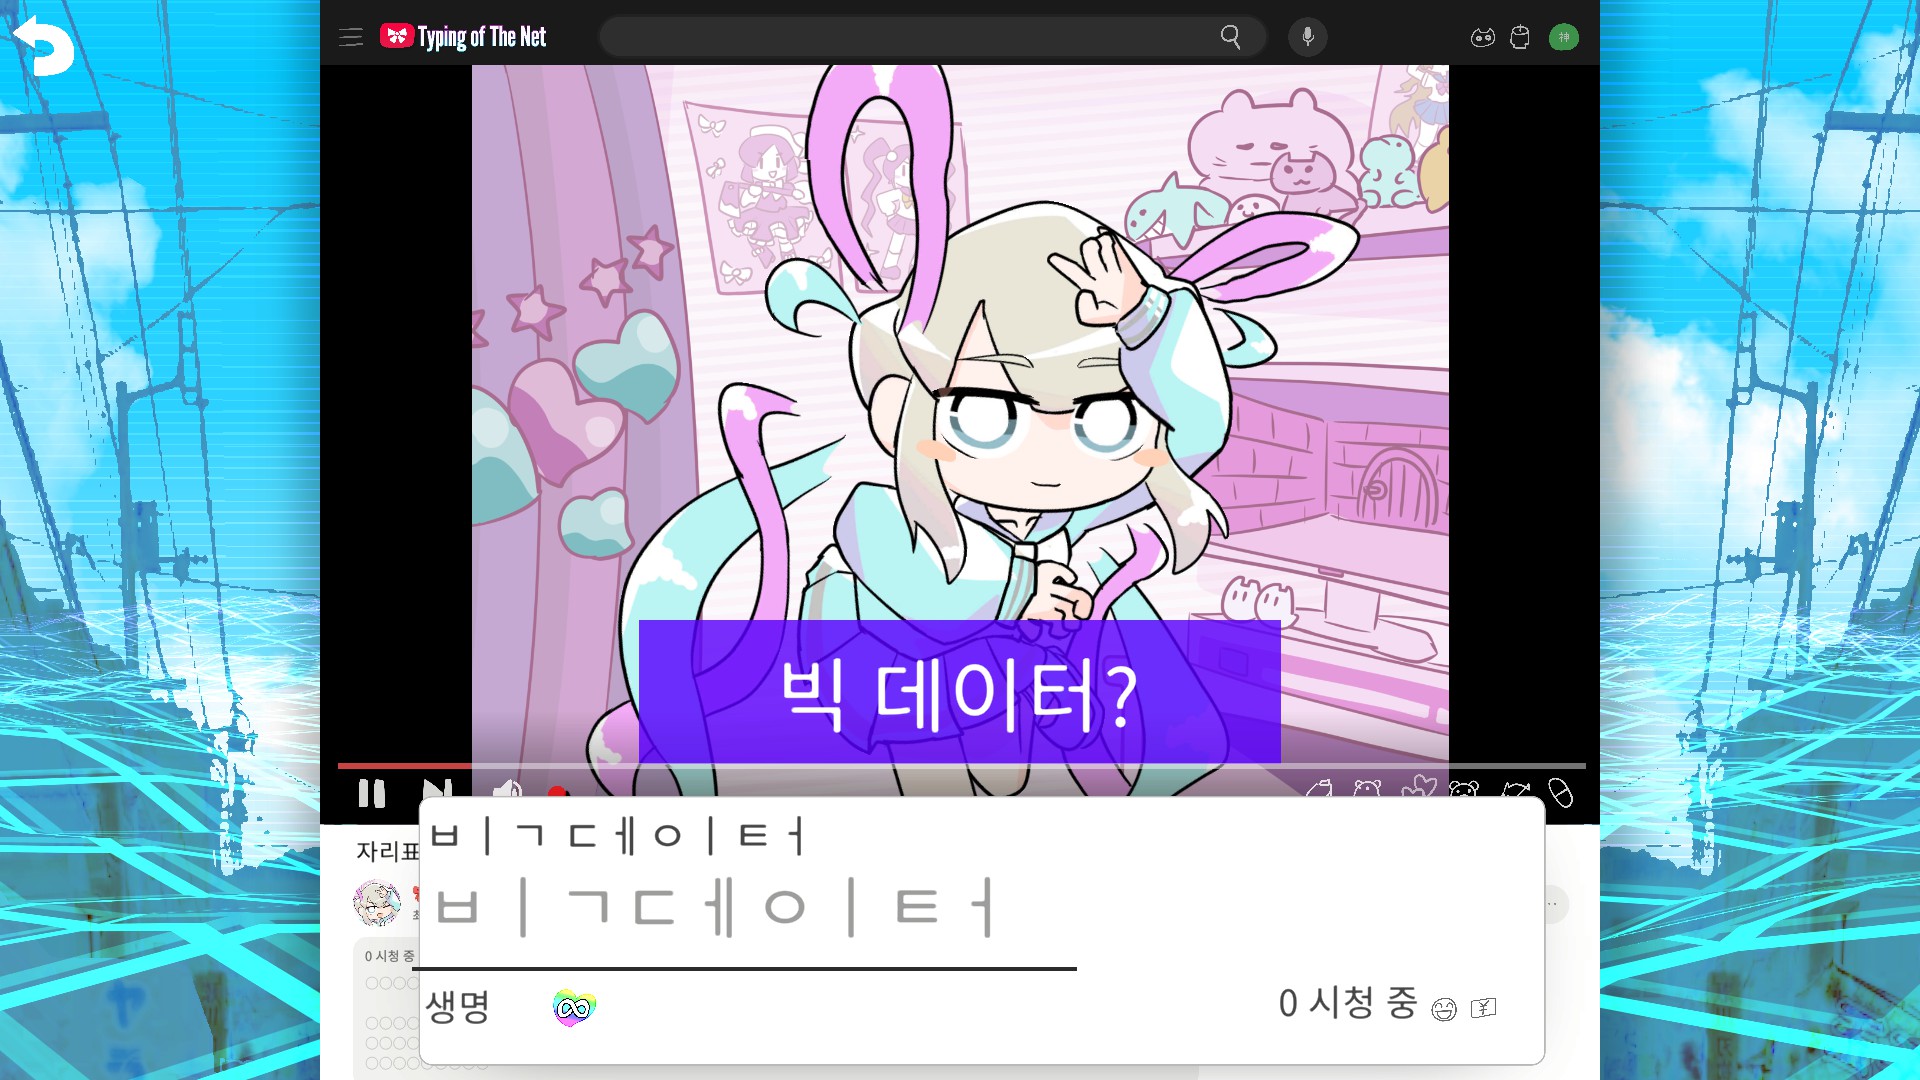 Typing of The Net
神
빅 데이터?
자리표
ㅂㅣㄱ ㄷㅔㅇㅣㅌㅓ
ㅂㅣㄱㄷㅔㅇㅣㅌㅓ
0 시청 중
생명
0 시청 중